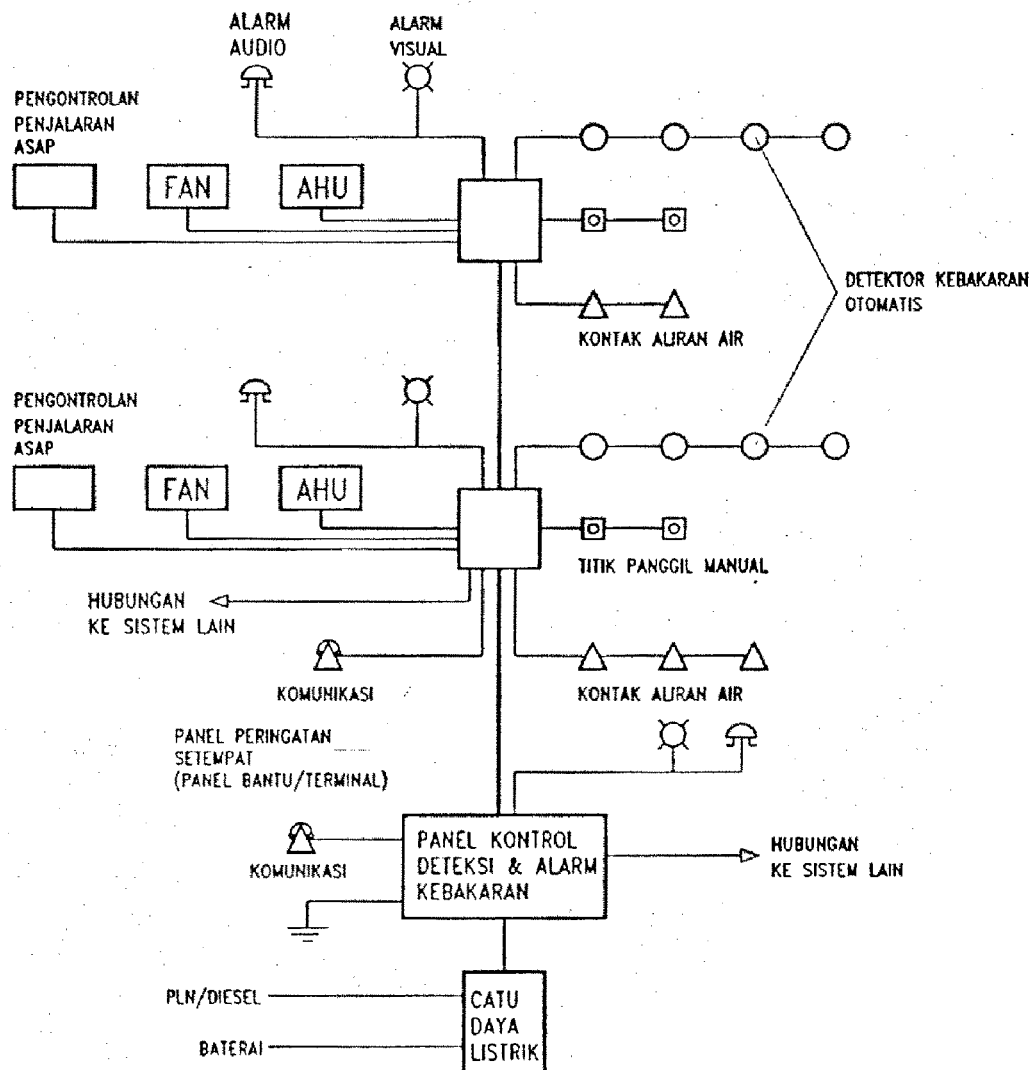 ALARM
AUDIO
ALARM
VISUAL
PENGONTROLAN
PENJALARAN
ASAP
FAN
AHU
DETEKTOR KEBAKARAN
OTOMATIS
KONTAK ALIRAN AIR
PENGONTROLAN
PENJALARAN
ASAP
FAN
AHU
TITIK PANGGIL MANUAL
HUBUNGAN
KE SISTEM LAIN
KOMUNIKASI
KONTAK ALIRAN AIR
PANEL PERINGATAN
SETEMPAT
(PANEL BANTU/TERMINAL)
PANEL KONTROL
DETEKSI & ALARM
KEBAKARAN
KOMUNIKASI
HUBUNGAN
KE SISTEM LAIN
PLN/DIESEL
BATERAI
CATU
DAYA
LISTRIK